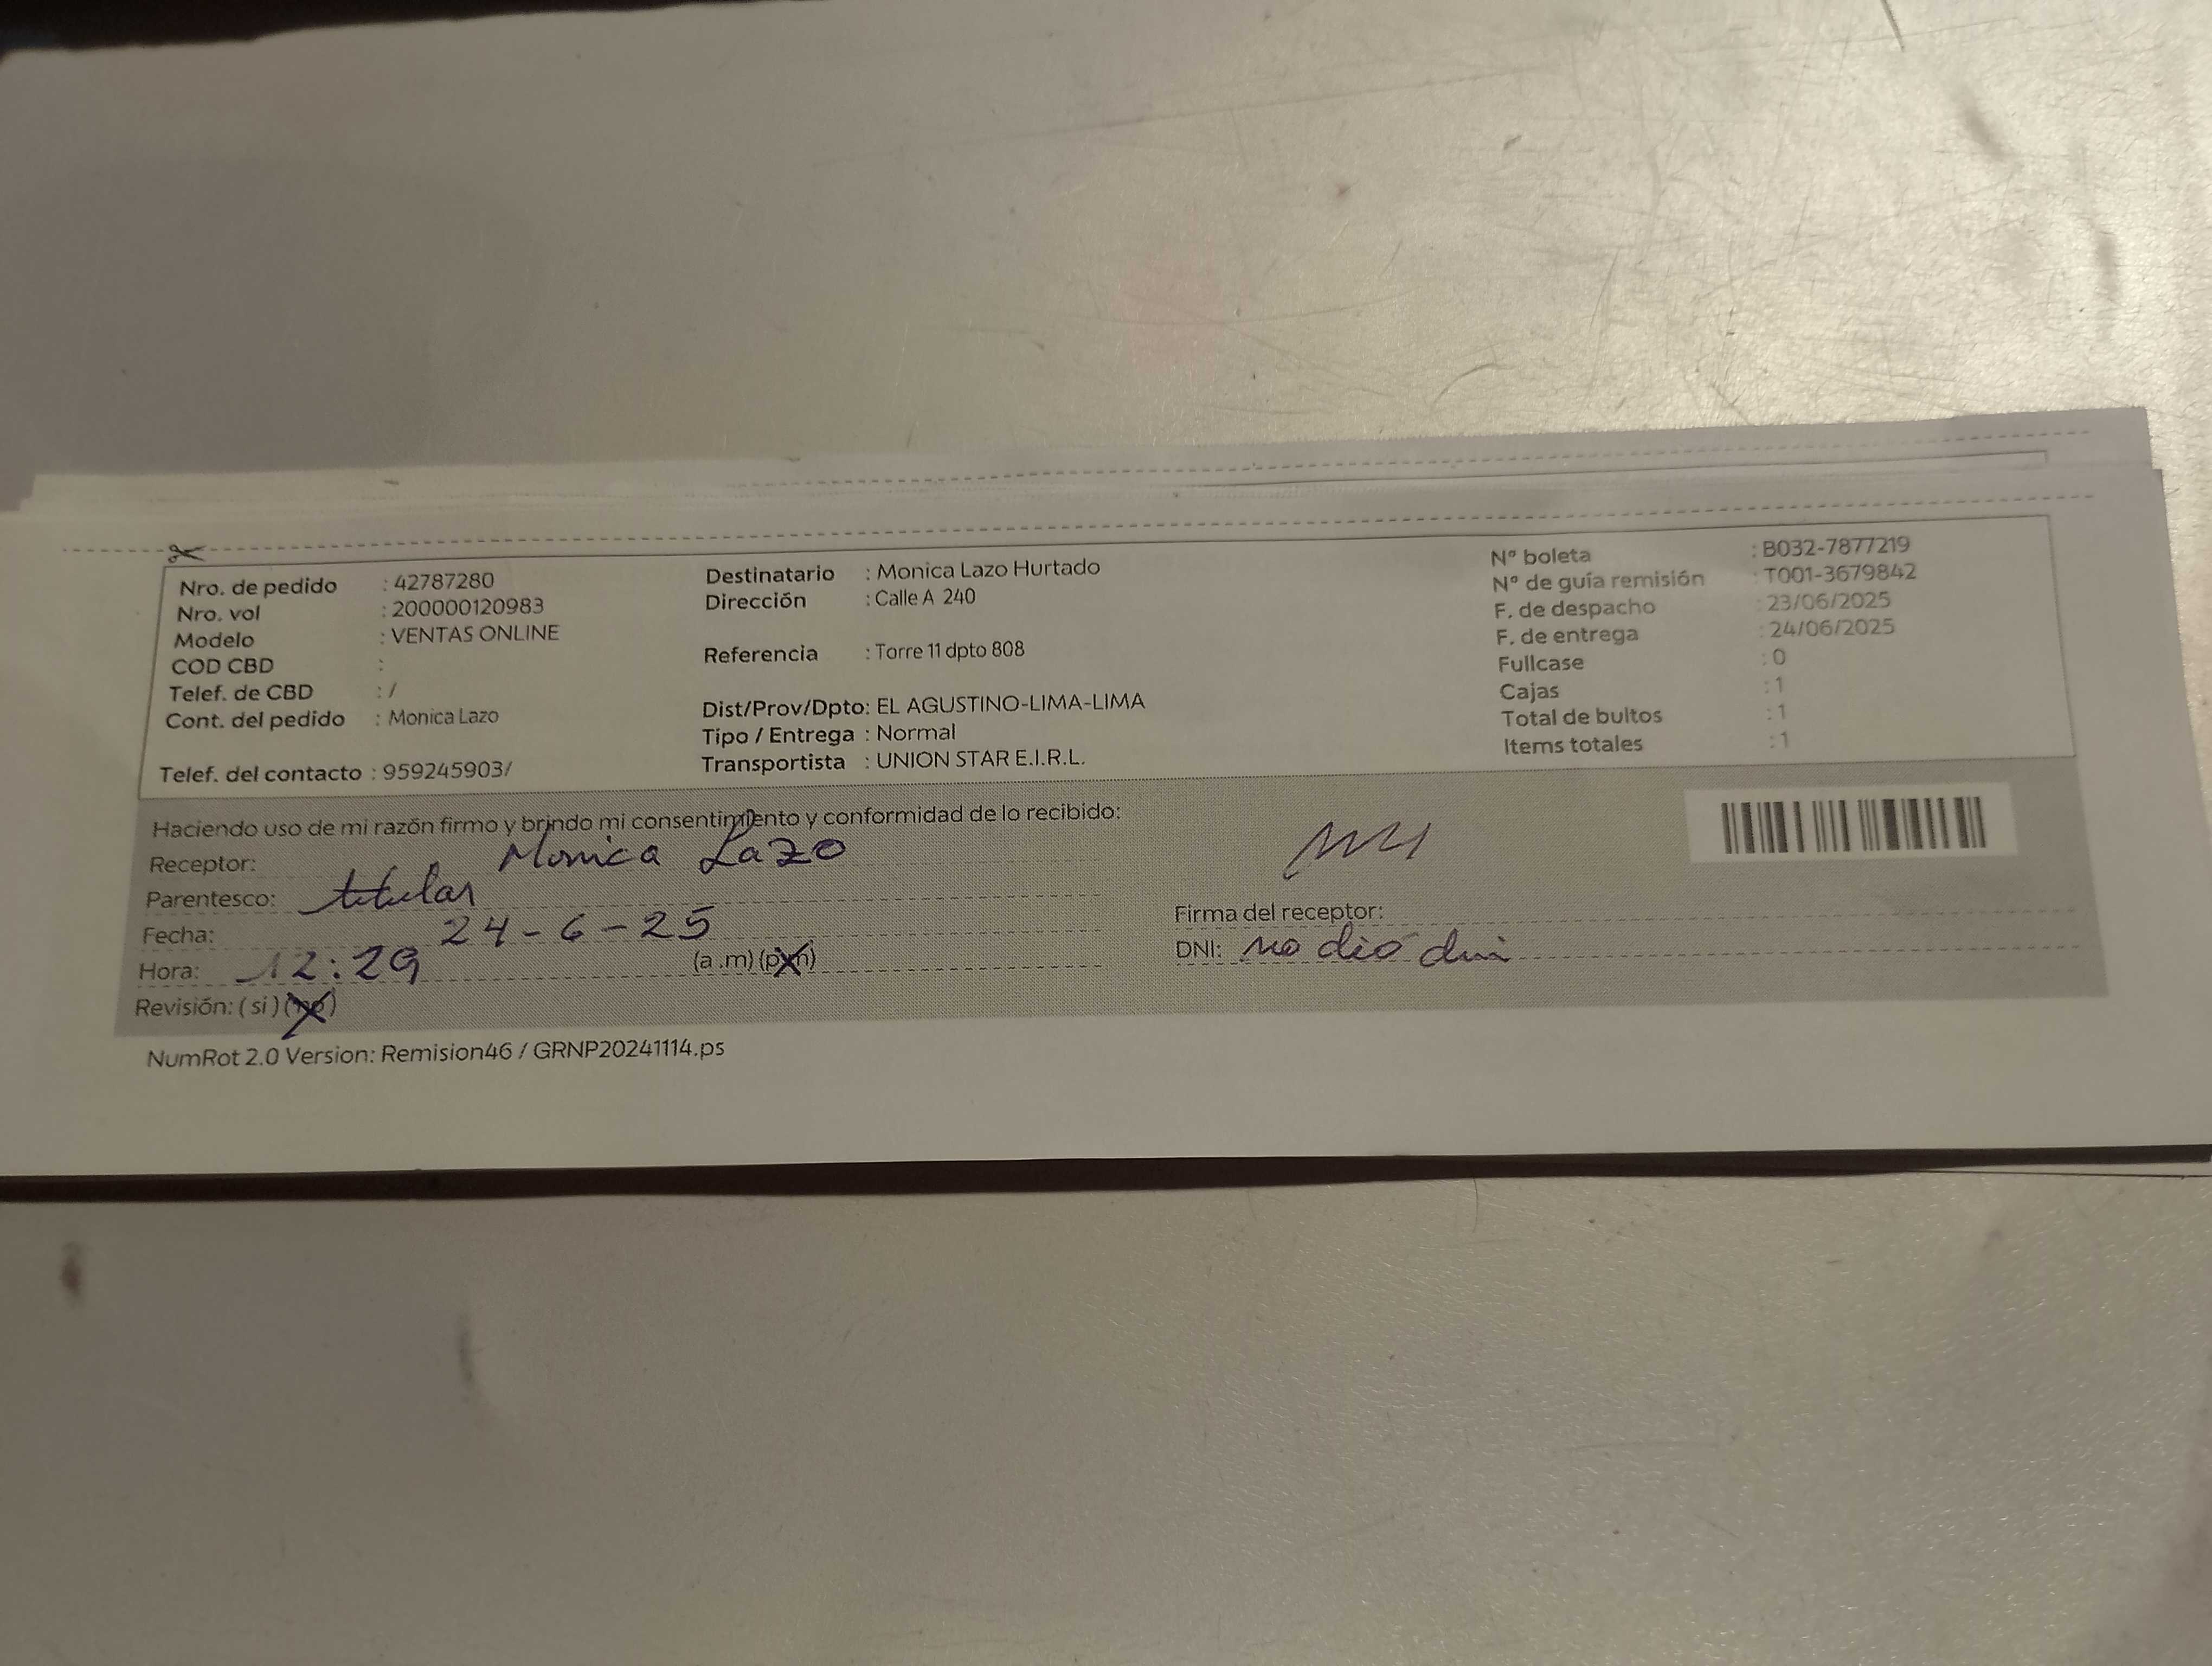 Nro. de pedido : 42787280
Nro. vol : 200000120983
Modelo : VENTAS ONLINE
COD CBD :
Telef. de CBD : /
Cont. del pedido : Monica Lazo
Telef. del contacto : 959245903/
Destinatario : Monica Lazo Hurtado
Dirección : Calle A 240
Referencia : Torre 11 dpto 808
Dist/Prov/Dpto: EL AGUSTINO-LIMA-LIMA
Tipo / Entrega : Normal
Transportista : UNION STAR E.I.R.L.
Nº boleta : B032-7877219
Nº de guía remisión : T001-3679842
F. de despacho : 23/06/2025
F. de entrega : 24/06/2025
Fullcase : 0
Cajas : 1
Total de bultos : 1
Items totales : 1
Haciendo uso de mi razón firmo y brindo mi consentimiento y conformidad de lo recibido:
Receptor: Monica Lazo
Parentesco: titular
Fecha: 24-6-25
Hora: 12:29 (a .m) (p.m)
Revisión: ( si ) (no)
Firma del receptor:
DNI: no dio dni
NumRot 2.0 Version: Remision46 / GRNP20241114.ps